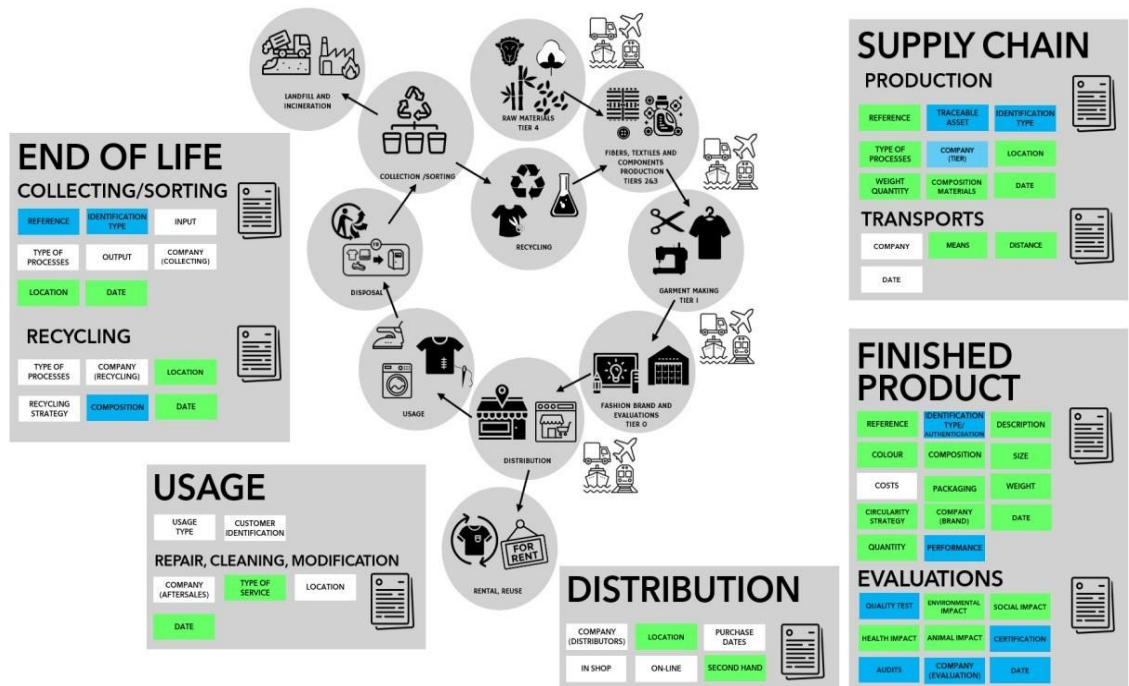 LANDFILL AND
INCINERATION
COLLECTION /SORTING
RAW MATERIALS
TIER 4
FIBERS, TEXTILES AND
COMPONENTS
PRODUCTION
TIERS 2&3
RECYCLING
DISPOSAL
GARMENT MAKING
TIER 1
USAGE
FASHION BRAND AND
EVALUATIONS
TIER 0
DISTRIBUTION
FOR
RENT
RENTAL, REUSE
END OF LIFE
COLLECTING/SORTING
REFERENCE
IDENTIFICATION
TYPE
INPUT
TYPE OF
PROCESSES
OUTPUT
COMPANY
(COLLECTING)
LOCATION
DATE
RECYCLING
TYPE OF
PROCESSES
COMPANY
(RECYCLING)
LOCATION
RECYCLING
STRATEGY
COMPOSITION
DATE
USAGE
USAGE
TYPE
CUSTOMER
IDENTIFICATION
REPAIR, CLEANING, MODIFICATION
COMPANY
(AFTERSALES)
TYPE OF
SERVICE
LOCATION
DATE
DISTRIBUTION
COMPANY
(DISTRIBUTORS)
LOCATION
PURCHASE
DATES
IN SHOP
ON-LINE
SECOND HAND
SUPPLY CHAIN
PRODUCTION
REFERENCE
TRACEABLE
ASSET
IDENTIFICATION
TYPE
TYPE OF
PROCESSES
COMPANY
(TIER)
LOCATION
WEIGHT
QUANTITY
COMPOSITION
MATERIALS
DATE
TRANSPORTS
COMPANY
MEANS
DISTANCE
DATE
FINISHED
PRODUCT
REFERENCE
IDENTIFICATION
TYPE/
AUTHENTICIATION
DESCRIPTION
COLOUR
COMPOSITION
SIZE
COSTS
PACKAGING
WEIGHT
CIRCULARITY
STRATEGY
COMPANY
(BRAND)
DATE
QUANTITY
PERFORMANCE
EVALUATIONS
QUALITY TEST
ENVIRONMENTAL
IMPACT
SOCIAL IMPACT
HEALTH IMPACT
ANIMAL IMPACT
CERTIFICATION
AUDITS
COMPANY
(EVALUATION)
DATE